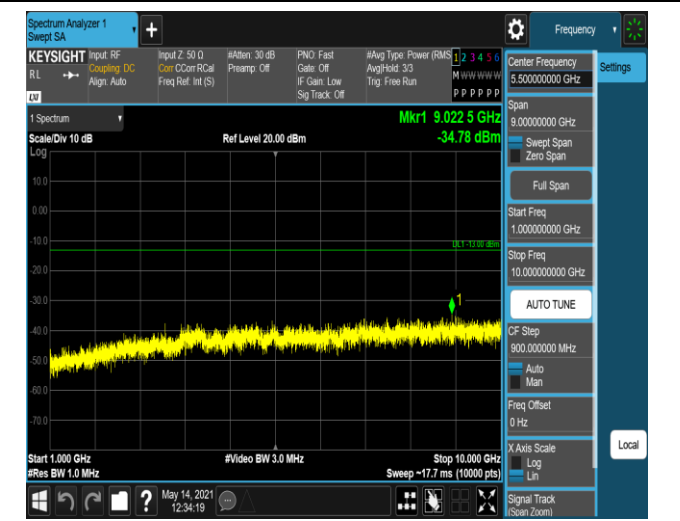 Spectrum Analyzer 1
Swept SA
+
Frequency
KEYSIGHT
RL
LXI
Input: RF
Coupling: DC
Align: Auto
Input Z: 50 Ω
Corr CCorr RCal
Freq Ref: Int (S)
#Atten: 30 dB
Preamp: Off
PNO: Fast
Gate: Off
IF Gain: Low
Sig Track: Off
#Avg Type: Power (RMS
Avg|Hold: 3/3
Trig: Free Run
1 2 3 4 5 6
M W W W W W
P P P P P P
Settings
1 Spectrum
Mkr1 9.022 5 GHz
-34.78 dBm
Scale/Div 10 dB
Ref Level 20.00 dBm
Log
10.0
0.00
-10.0
-20.0
-30.0
-40.0
-50.0
-60.0
-70.0
DL1 -13.00 dBm
1
Start 1.000 GHz
#Video BW 3.0 MHz
Stop 10.000 GHz
#Res BW 1.0 MHz
Sweep ~17.7 ms (10000 pts)
Center Frequency
5.500000000 GHz
Span
9.00000000 GHz
Swept Span
Zero Span
Full Span
Start Freq
1.000000000 GHz
Stop Freq
10.000000000 GHz
AUTO TUNE
CF Step
900.000000 MHz
Auto
Man
Freq Offset
0 Hz
X Axis Scale
Log
Lin
Signal Track
(Span Zoom)
Local
?
May 14, 2021
12:34:19